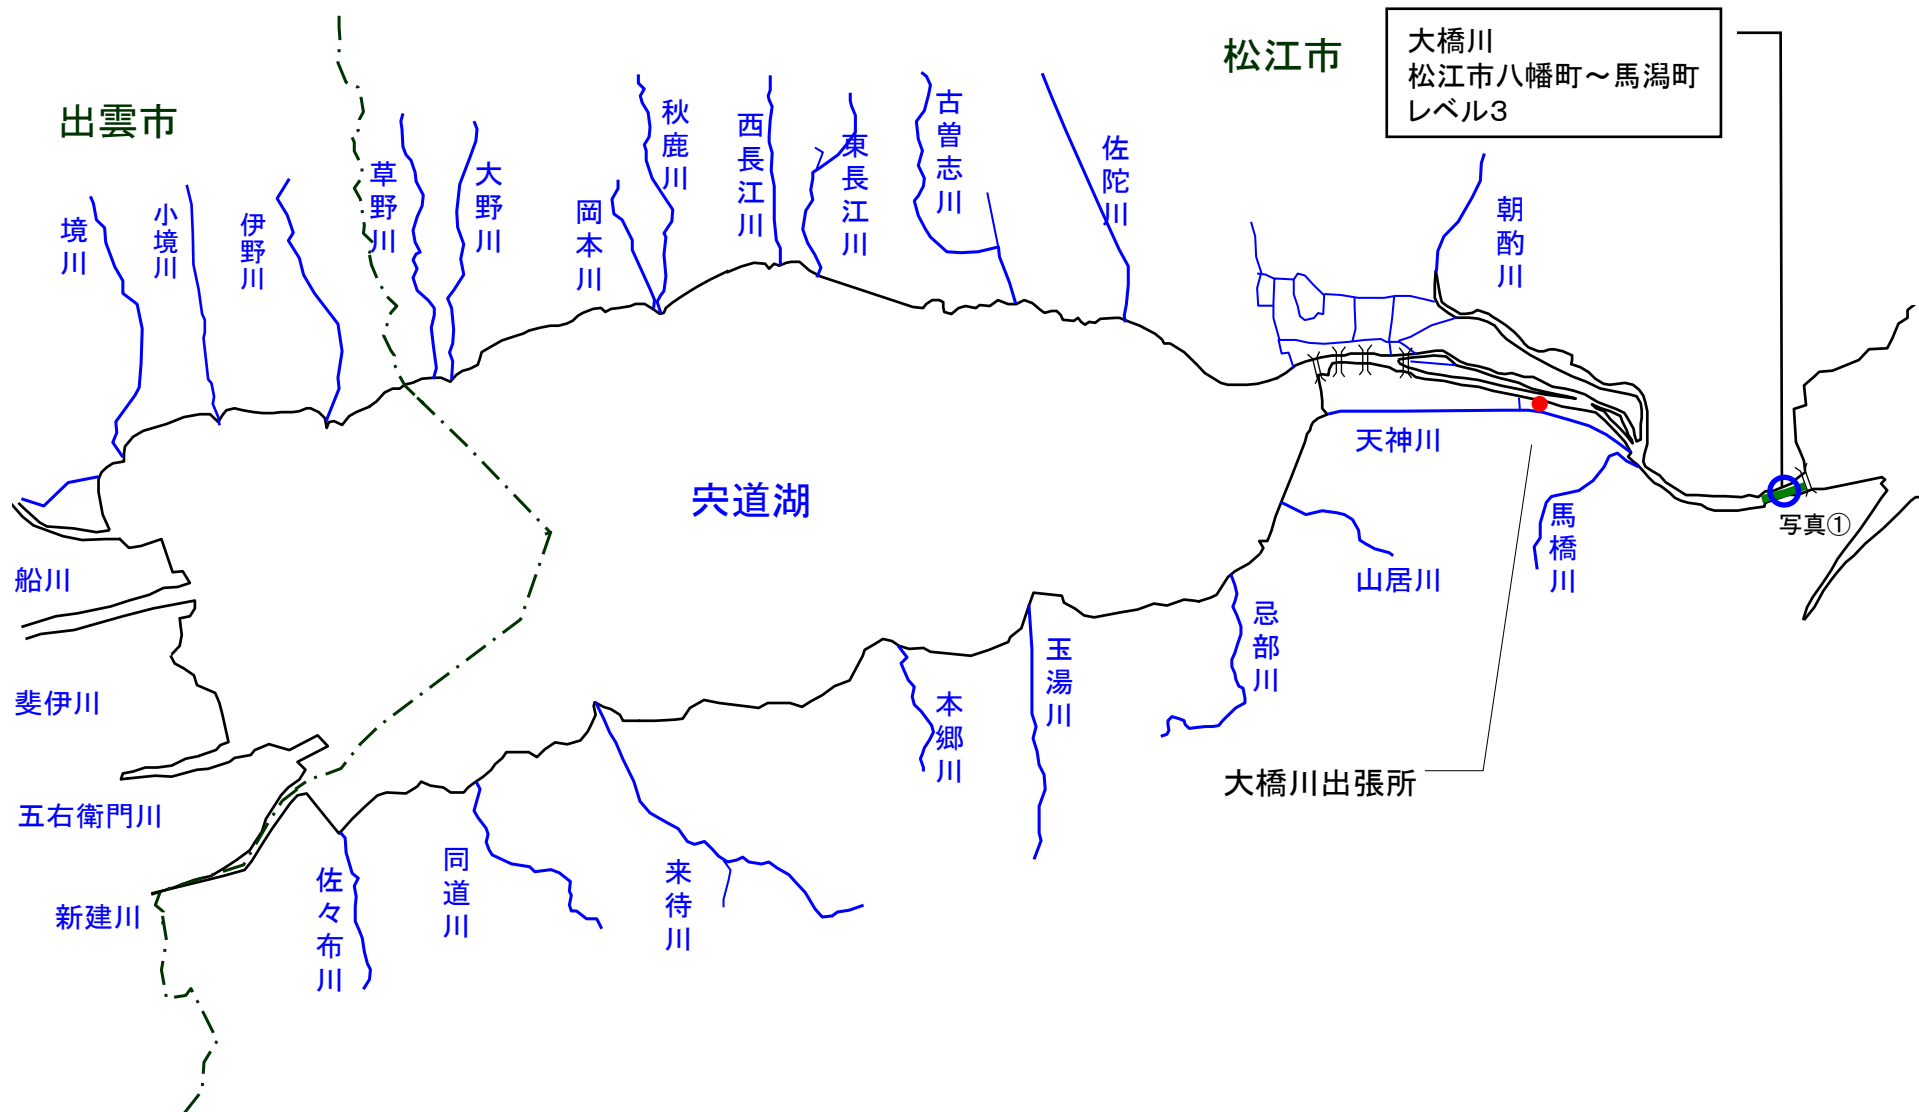 松江市
大橋川
松江市八幡町～馬潟町
レベル3
出雲市
境川
小境川
伊野川
草野川
大野川
岡本川
秋鹿川
西長江川
東長江川
古曽志川
佐陀川
朝酌川
天神川
宍道湖
写真①
馬橋川
山居川
忌部川
玉湯川
本郷川
大橋川出張所
船川
斐伊川
五右衛門川
新建川
佐々布川
同道川
来待川